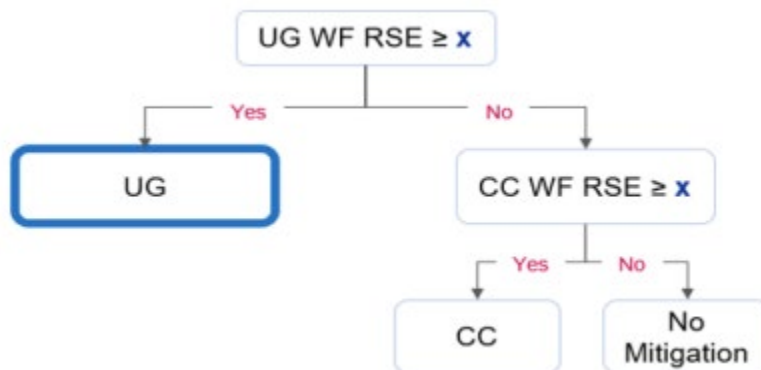 UG WF RSE ≥ x
Yes
No
UG
CC WF RSE ≥ x
Yes
No
CC
No
Mitigation